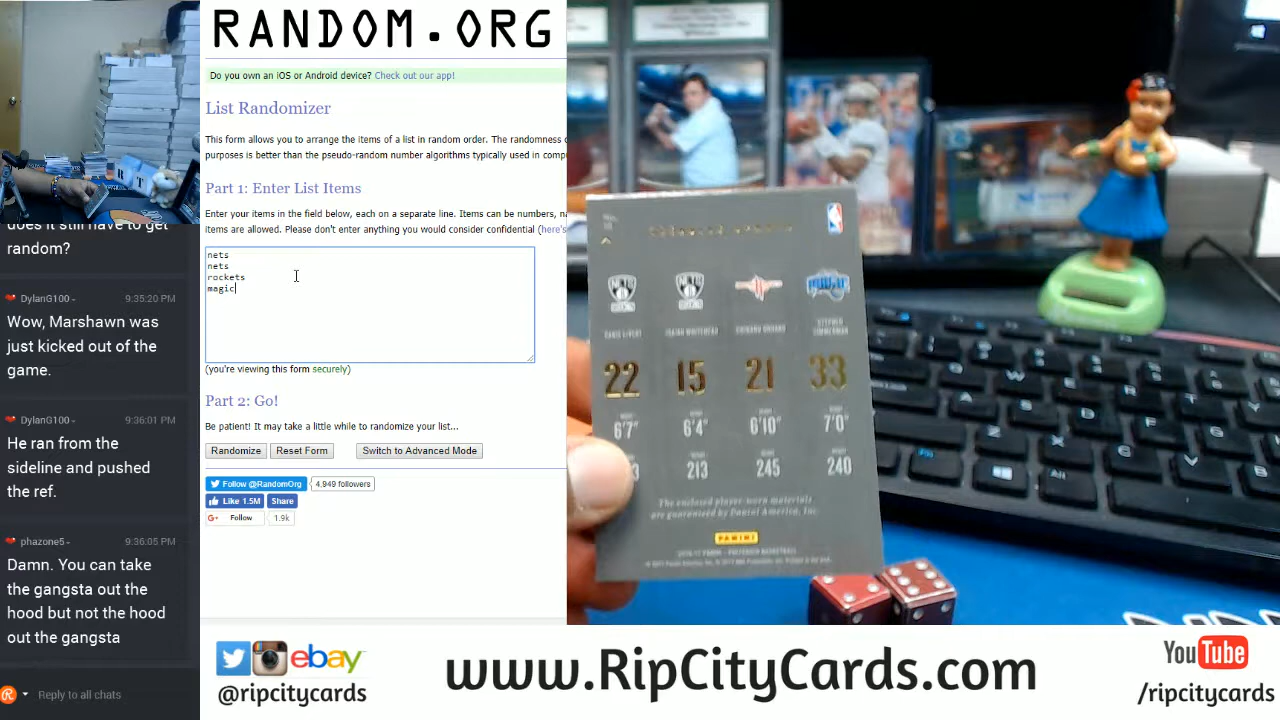 does it still have to get
random?
DylanG100 - 9:35:20 PM
Wow, Marshawn was
just kicked out of the
game.
DylanG100 - 9:36:01 PM
He ran from the
sideline and pushed
the ref.
phazone5 - 9:36:05 PM
Damn. You can take
the gangsta out the
hood but not the hood
out the gangsta
Reply to all chats
RANDOM.ORG
Do you own an iOS or Android device? Check out our app!
List Randomizer
This form allows you to arrange the items of a list in random order. The randomness
purposes is better than the pseudo-random number algorithms typically used in
Part 1: Enter List Items
Enter your items in the field below, each on a separate line. Items can be numbers,
items are allowed. Please don't enter anything you would consider confidential (here's
nets
nets
rockets
magic
(you're viewing this form securely)
Part 2: Go!
Be patient! It may take a little while to randomize your list...
Randomize Reset Form Switch to Advanced Mode
Follow @RandomOrg 4,949 followers
Like 1.5M Share
G+ Follow 1.9k
CARIS LEVERT ISAIAH WHITEHEAD CHINANU ONUAKU STEPHEN ZIMMERMAN
22 15 21 33
6'7" 6'4" 6'10" 7'0"
213 245 240
The enclosed player-worn materials
are guaranteed by Panini America, Inc.
PANINI
ebay
@ripcitycards
www.RipCityCards.com
YouTube
/ripcitycards